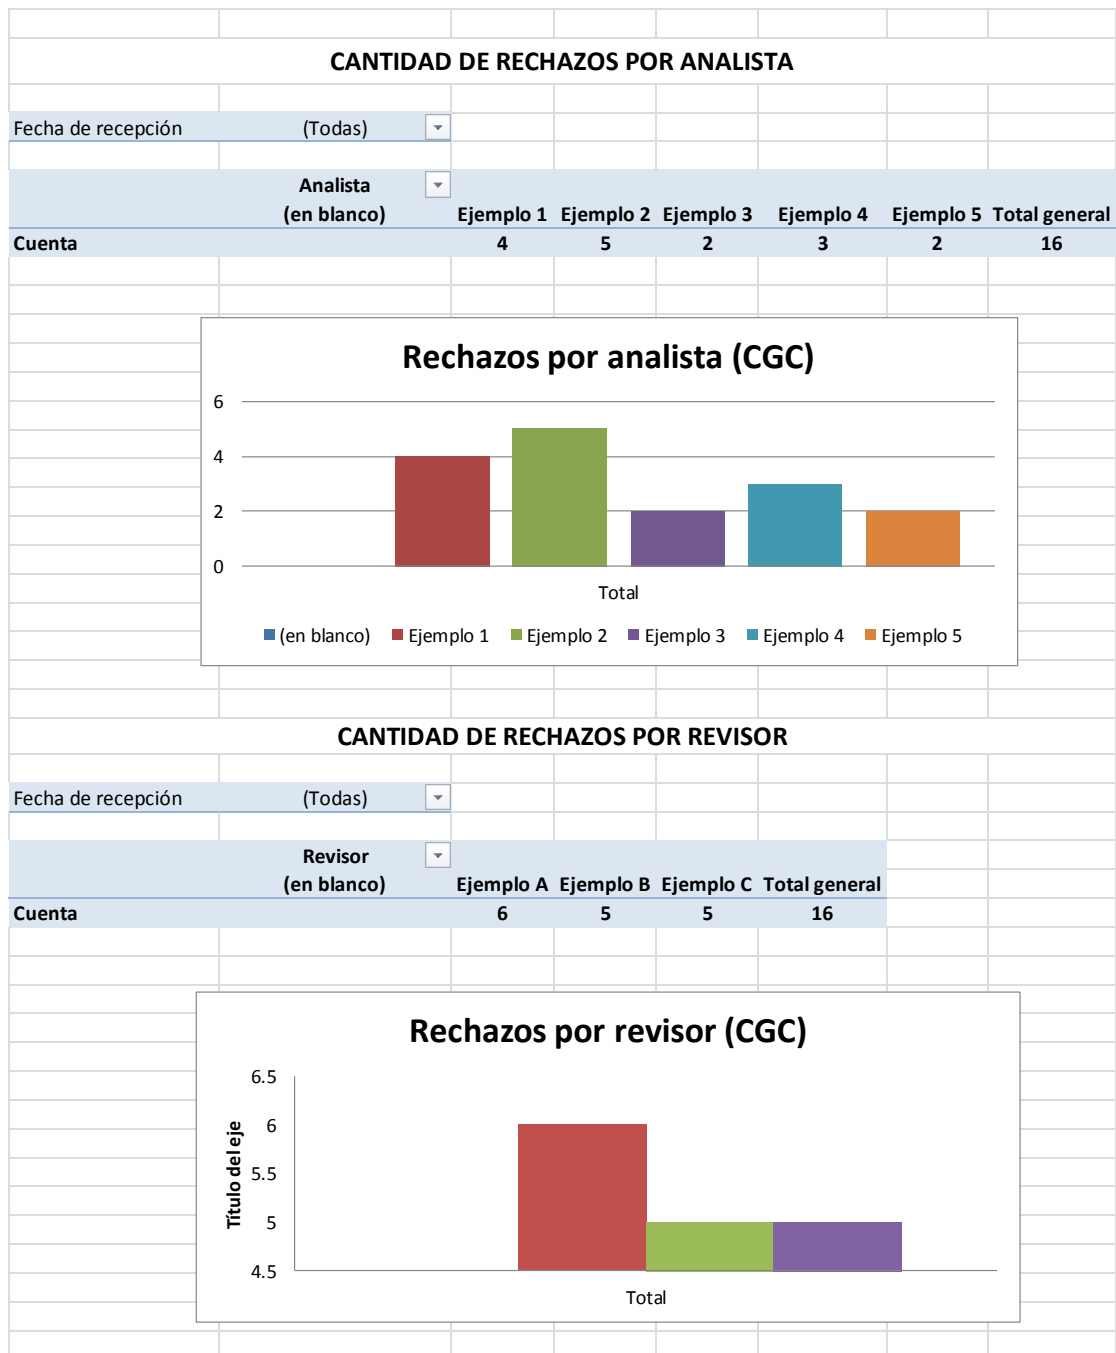 CANTIDAD DE RECHAZOS POR ANALISTA
Fecha de recepción (Todas)
Analista
(en blanco) Ejemplo 1 Ejemplo 2 Ejemplo 3 Ejemplo 4 Ejemplo 5 Total general
Cuenta 4 5 2 3 2 16
Rechazos por analista (CGC)
6
4
2
0
Total
(en blanco) Ejemplo 1 Ejemplo 2 Ejemplo 3 Ejemplo 4 Ejemplo 5
CANTIDAD DE RECHAZOS POR REVISOR
Fecha de recepción (Todas)
Revisor
(en blanco) Ejemplo A Ejemplo B Ejemplo C Total general
Cuenta 6 5 5 16
Rechazos por revisor (CGC)
Título del eje
6.5
6
5.5
5
4.5
Total